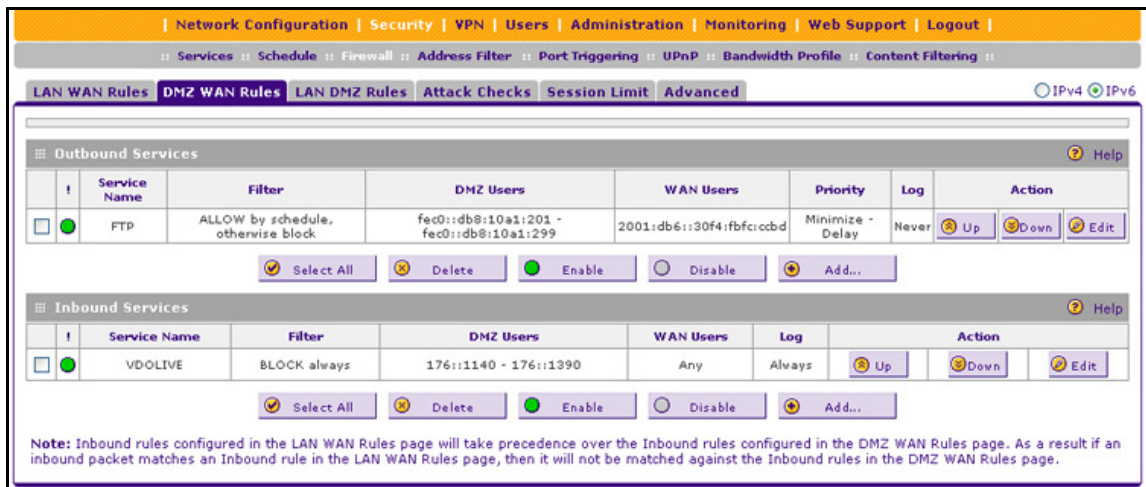 | Network Configuration | Security | VPN | Users | Administration | Monitoring | Web Support | Logout |
:: Services :: Schedule :: Firewall :: Address Filter :: Port Triggering :: UPnP :: Bandwidth Profile :: Content Filtering ::
LAN WAN Rules DMZ WAN Rules LAN DMZ Rules Attack Checks Session Limit Advanced IPv4 IPv6
Outbound Services ? Help
! Service Name Filter DMZ Users WAN Users Priority Log Action
FTP ALLOW by schedule, otherwise block fec0::db8:10a1:201 - fec0::db8:10a1:299 2001:db6::30f4:fbfc:ccbd Minimize - Delay Never Up Down Edit
Select All Delete Enable Disable Add...
Inbound Services ? Help
! Service Name Filter DMZ Users WAN Users Log Action
VDOLIVE BLOCK always 176::1140 - 176::1390 Any Always Up Down Edit
Select All Delete Enable Disable Add...
Note: Inbound rules configured in the LAN WAN Rules page will take precedence over the Inbound rules configured in the DMZ WAN Rules page. As a result if an
inbound packet matches an Inbound rule in the LAN WAN Rules page, then it will not be matched against the Inbound rules in the DMZ WAN Rules page.